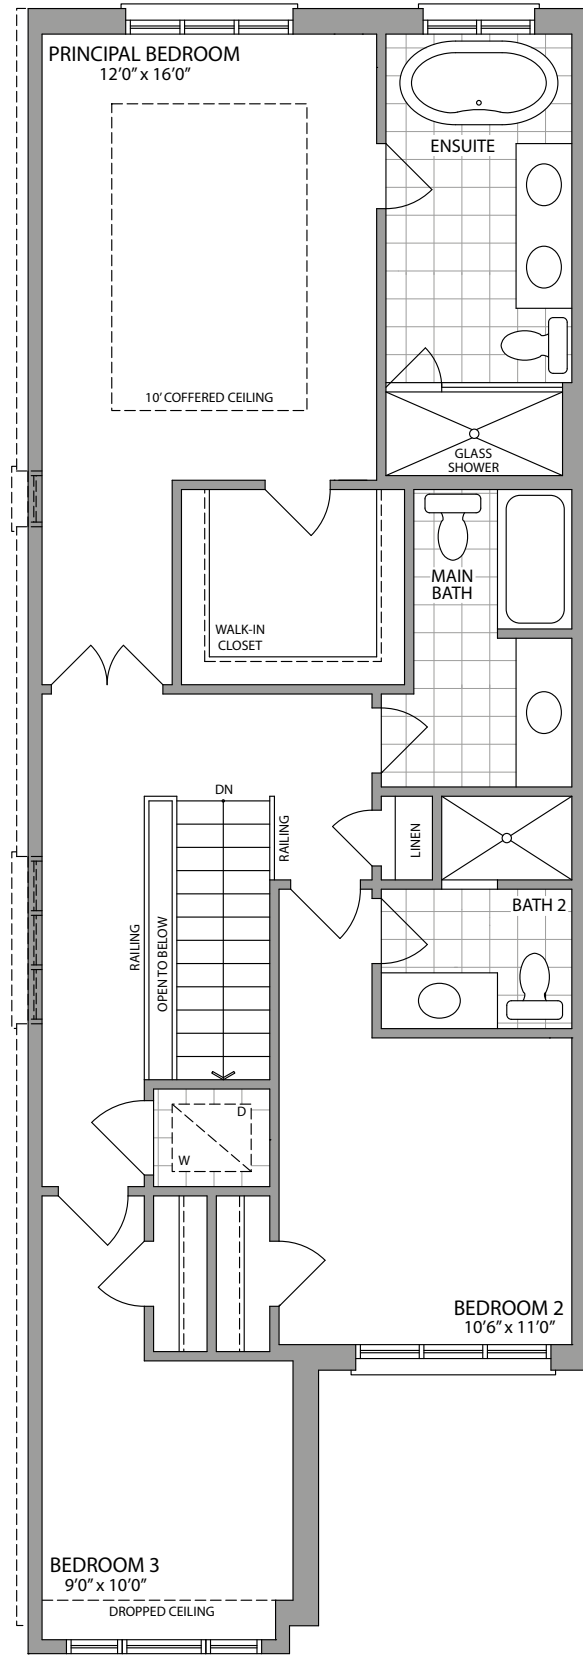 PRINCIPAL BEDROOM
12'0" x 16'0"
ENSUITE
10' COFFERED CEILING
GLASS
SHOWER
MAIN
BATH
WALK-IN
CLOSET
DN
RAILING
LINEN
BATH 2
RAILING
OPEN TO BELOW
D
W
BEDROOM 2
10'6" x 11'0"
BEDROOM 3
9'0" x 10'0"
DROPPED CEILING